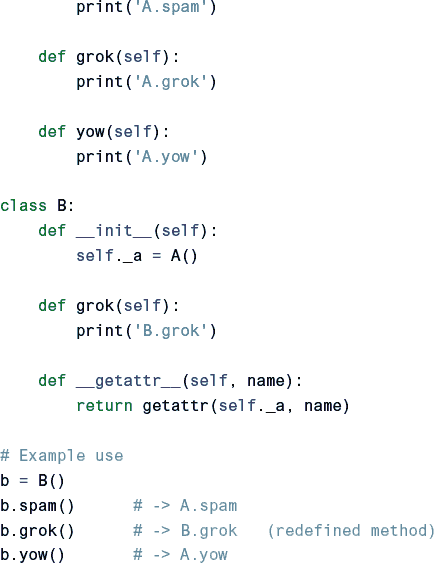 print('A.spam')

    def grok(self):
        print('A.grok')

    def yow(self):
        print('A.yow')

class B:
    def __init__(self):
        self._a = A()

    def grok(self):
        print('B.grok')

    def __getattr__(self, name):
        return getattr(self._a, name)

# Example use
b = B()
b.spam()      # -> A.spam
b.grok()      # -> B.grok   (redefined method)
b.yow()       # -> A.yow